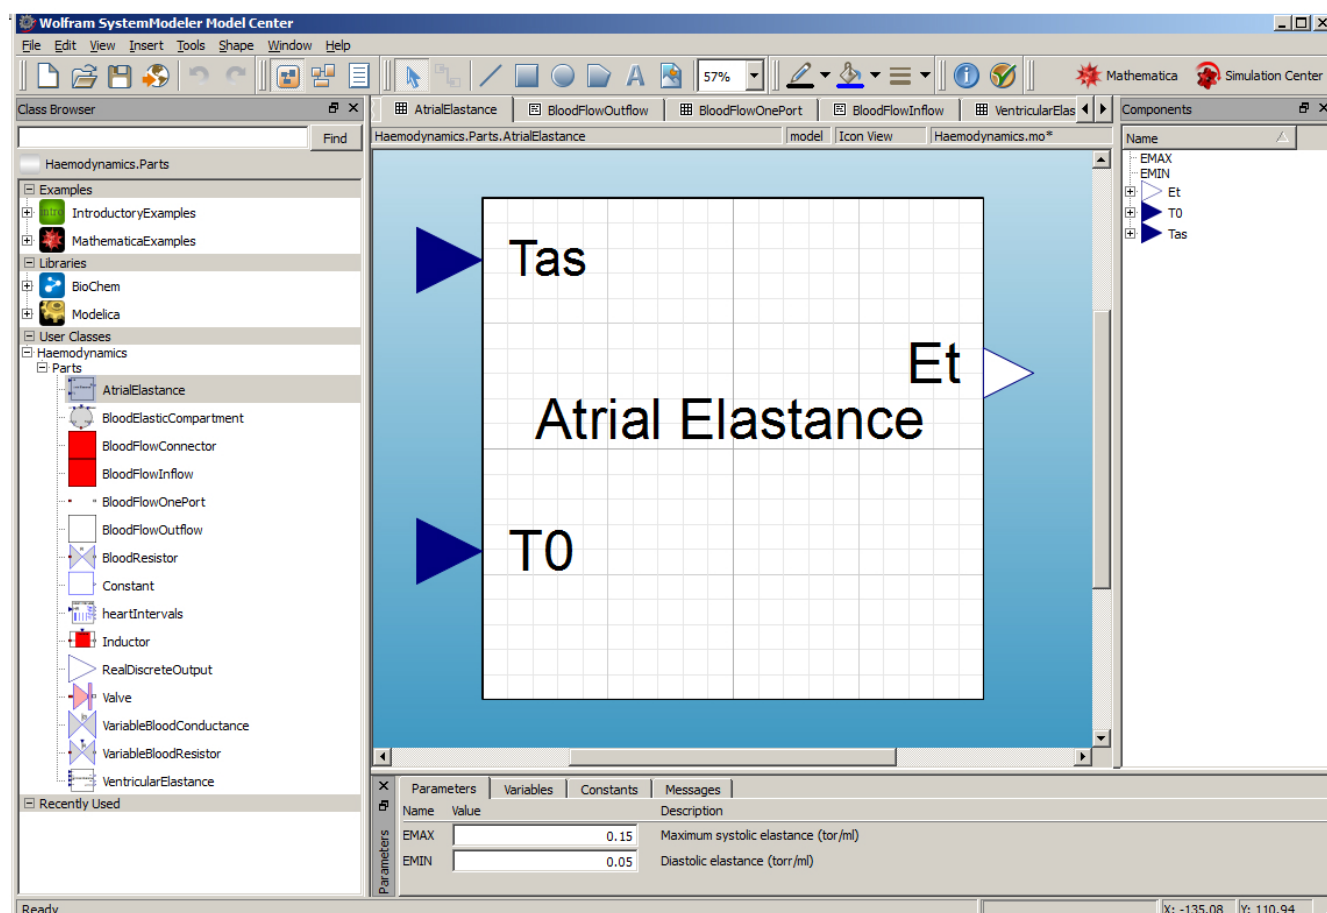 Wolfram SystemModeler Model Center
File Edit View Insert Tools Shape Window Help
57% Mathematica Simulation Center
Class Browser
Find
Haemodynamics.Parts
Examples
IntroductoryExamples
MathematicaExamples
Libraries
BioChem
Modelica
User Classes
Haemodynamics
Parts
AtrialElastance
BloodElasticCompartment
BloodFlowConnector
BloodFlowInflow
BloodFlowOnePort
BloodFlowOutflow
BloodResistor
Constant
heartIntervals
Inductor
RealDiscreteOutput
Valve
VariableBloodConductance
VariableBloodResistor
VentricularElastance
Recently Used
AtrialElastance BloodFlowOutflow BloodFlowOnePort BloodFlowInflow VentricularElas
Haemodynamics.Parts.AtrialElastance model Icon View Haemodynamics.mo*
Tas
Et
Atrial Elastance
T0
Components
Name
EMAX
EMIN
Et
T0
Tas
Parameters Variables Constants Messages
Name Value Description
EMAX 0.15 Maximum systolic elastance (tor/ml)
EMIN 0.05 Diastolic elastance (torr/ml)
Parameters
Ready X: -135.08 Y: 110.94